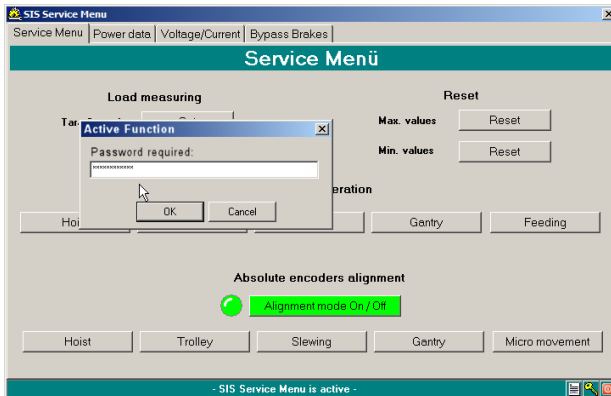 SIS Service Menu
Service Menu Power data Voltage/Current Bypass Brakes
Service Menü
Load measuring
Reset
Max. values Reset
Active Function
Password required:
************
Min. values Reset
OK Cancel
Gantry Feeding
Absolute encoders alignment
Alignment mode On / Off
Hoist Trolley Slewing Gantry Micro movement
- SIS Service Menu is active -